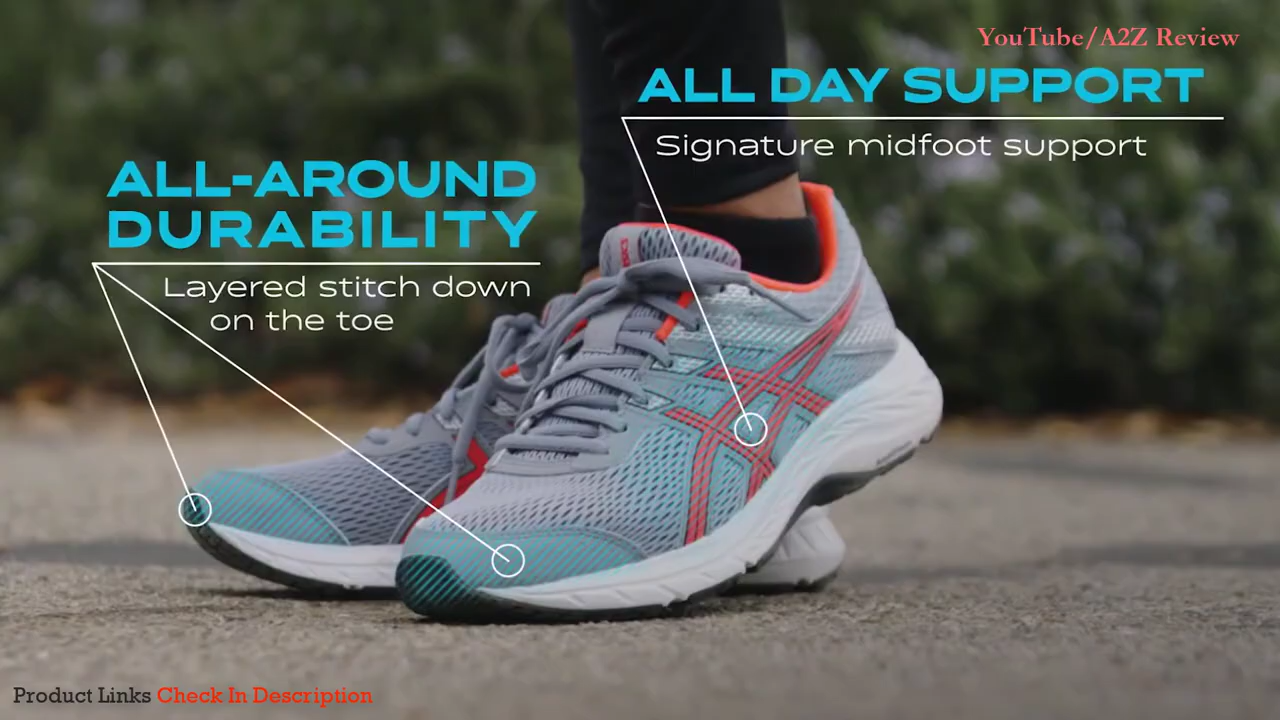 YouTube/A2Z Review
ALL DAY SUPPORT
Signature midfoot support
ALL-AROUND
DURABILITY
Layered stitch down
on the toe
Product Links Check In Description